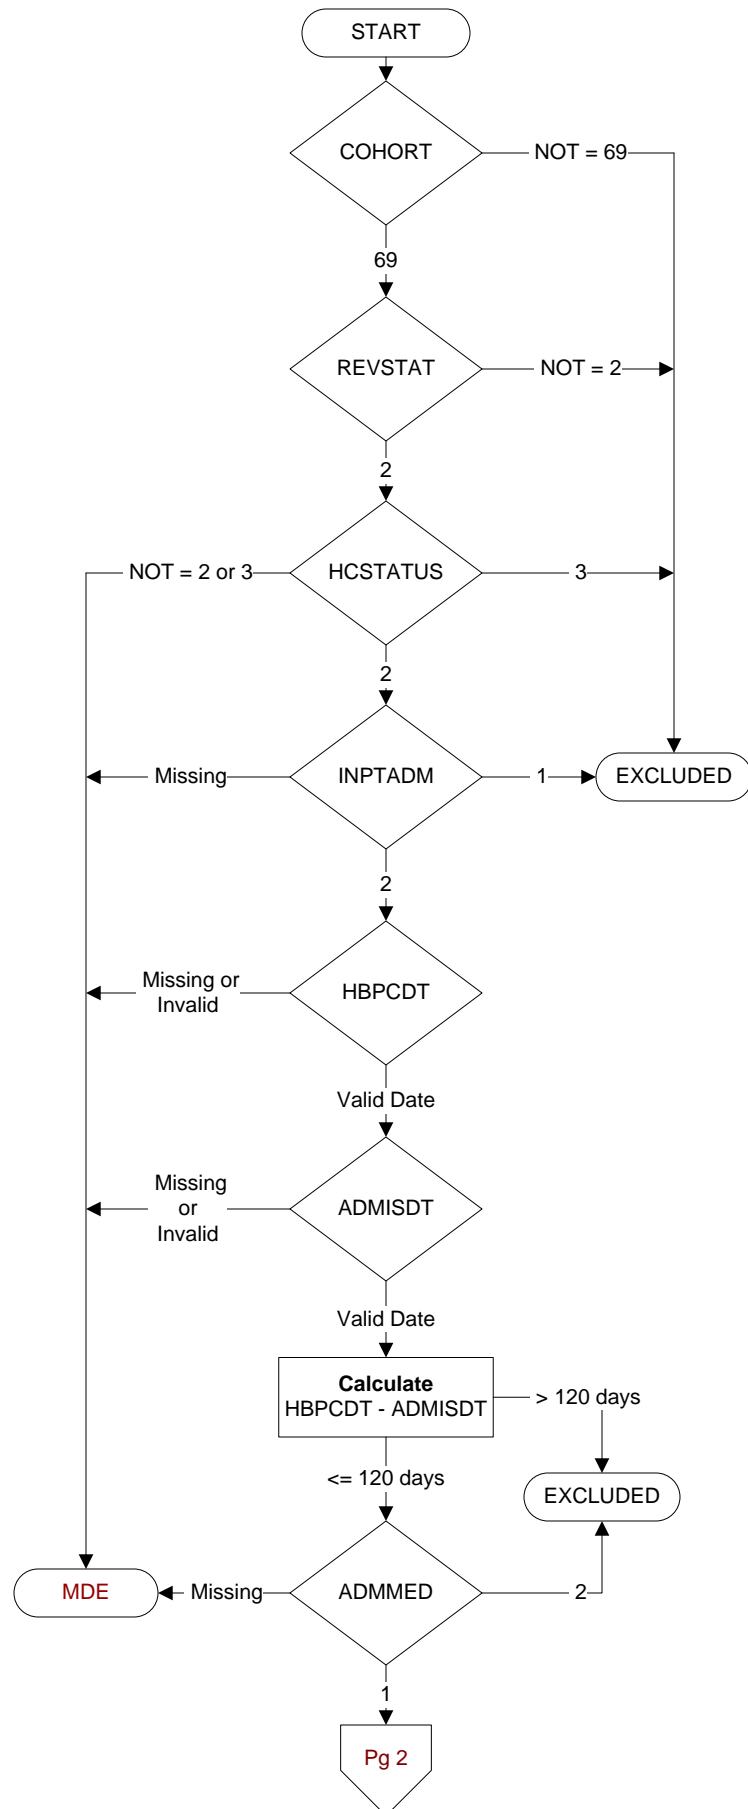 START
COHORT
NOT = 69
69
REVSTAT
NOT = 2
2
NOT = 2 or 3
HCSTATUS
3
2
Missing
INPTADM
1
EXCLUDED
2
Missing or
Invalid
HBPCDT
Valid Date
Missing
or
Invalid
ADMISDT
Valid Date
Calculate
HBPCDT - ADMISDT
> 120 days
<= 120 days
EXCLUDED
MDE
Missing
ADMMED
2
1
Pg 2